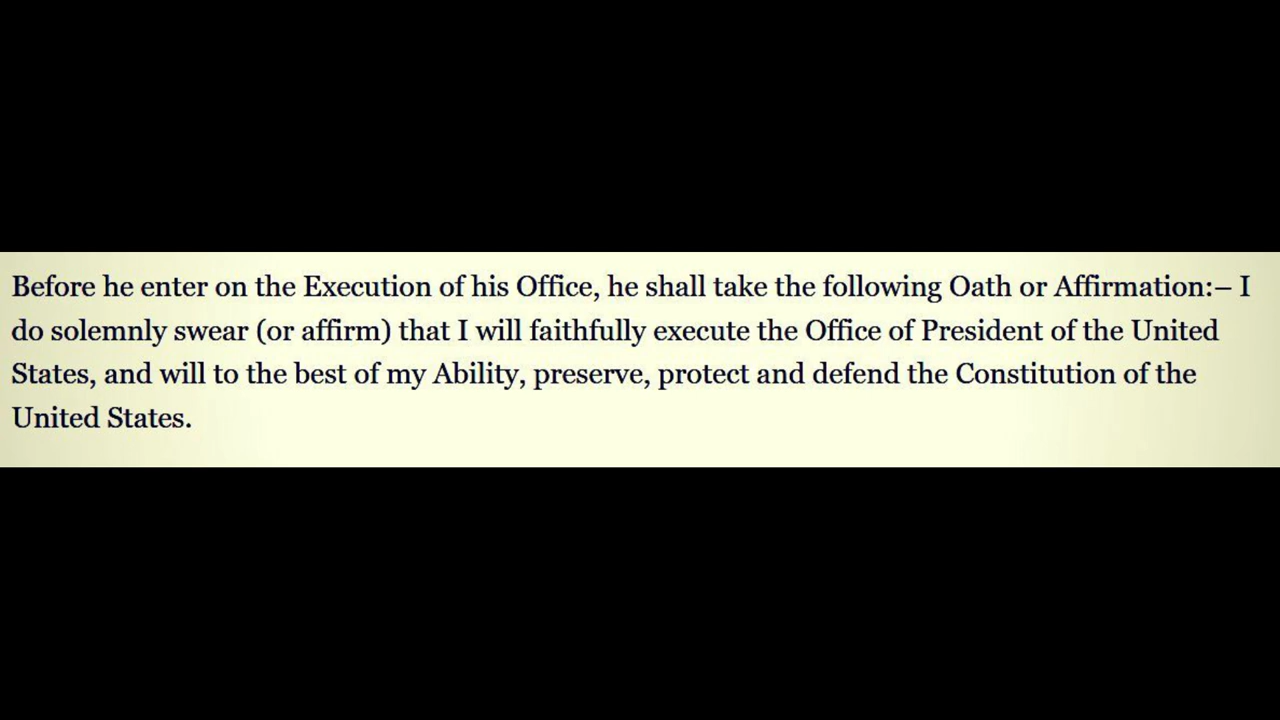 Before he enter on the Execution of his Office, he shall take the following Oath or Affirmation:– I
do solemnly swear (or affirm) that I will faithfully execute the Office of President of the United
States, and will to the best of my Ability, preserve, protect and defend the Constitution of the
United States.